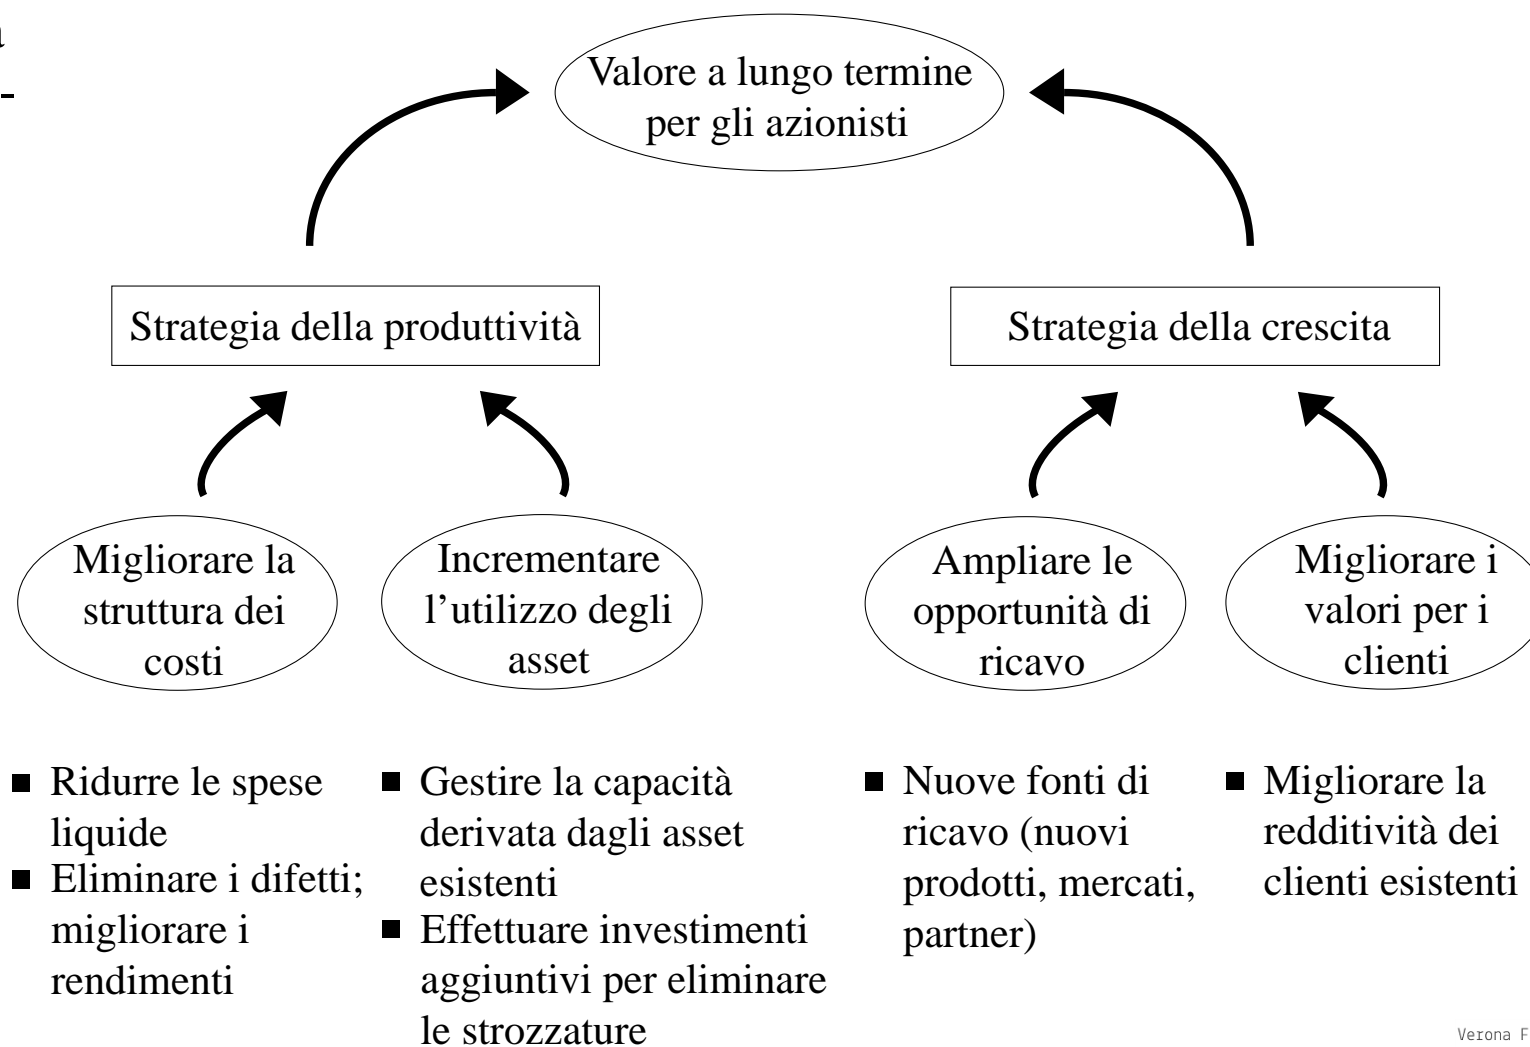 Valore a lungo termine
per gli azionisti
Strategia della produttività
Strategia della crescita
Migliorare la
struttura dei
costi
Incrementare
l’utilizzo degli
asset
Ampliare le
opportunità di
ricavo
Migliorare i
valori per i
clienti
■ Ridurre le spese
liquide
■ Eliminare i difetti;
migliorare i
rendimenti
■ Gestire la capacità
derivata dagli asset
esistenti
■ Effettuare investimenti
aggiuntivi per eliminare
le strozzature
■ Nuove fonti di
ricavo (nuovi
prodotti, mercati,
partner)
■ Migliorare la
redditività dei
clienti esistenti
Verona F